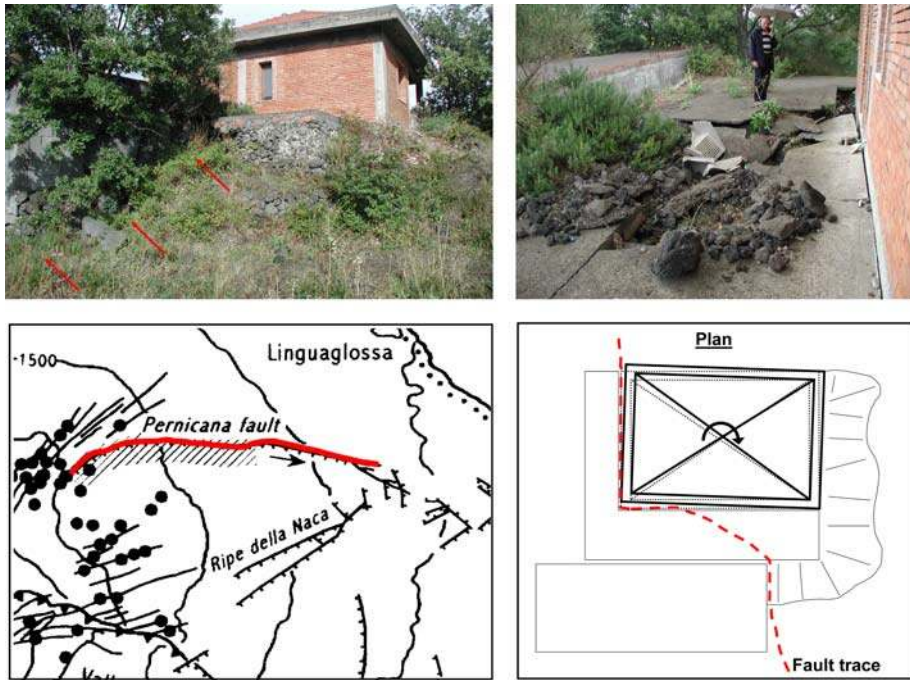 -1500
Linguaglossa
Pernicana fault
Ripe della Naca
Plan
Fault trace